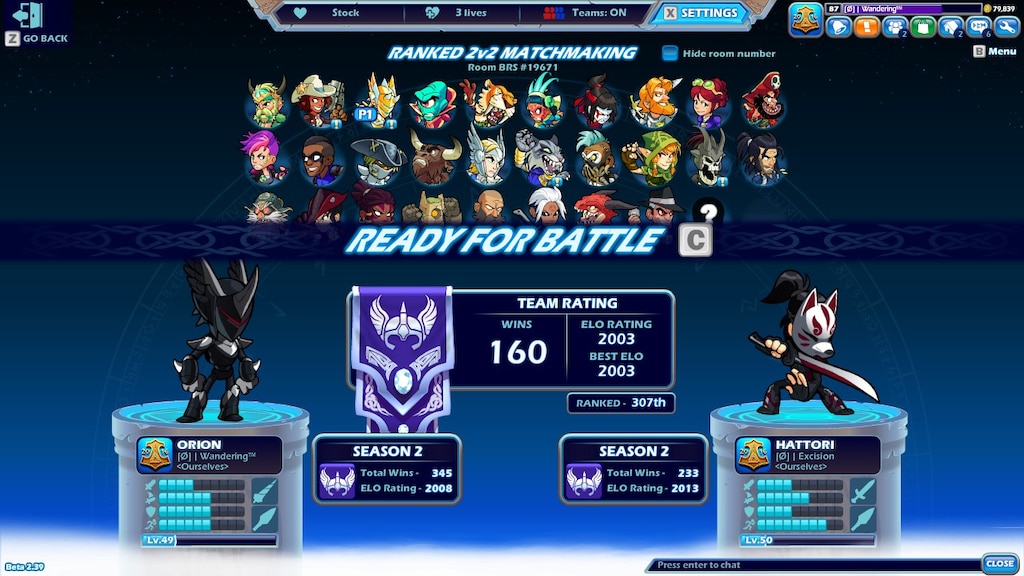 Z GO BACK
Stock
3 lives
Teams: ON
X SETTINGS
87 [Ø] | Wandering™ 79,839
2
2
6
B Menu
RANKED 2v2 MATCHMAKING
Room BRS #19671
Hide room number
P1
?
READY FOR BATTLE C
TEAM RATING
WINS
160
ELO RATING
2003
BEST ELO
2003
RANKED - 307th
ORION
[Ø] | Wandering™
<Ourselves>
Lv.49
SEASON 2
Total Wins - 345
ELO Rating - 2008
SEASON 2
Total Wins - 233
ELO Rating - 2013
HATTORI
[Ø] | Excision
<Ourselves>
Lv.50
Beta 2.39
Press enter to chat
CLOSE